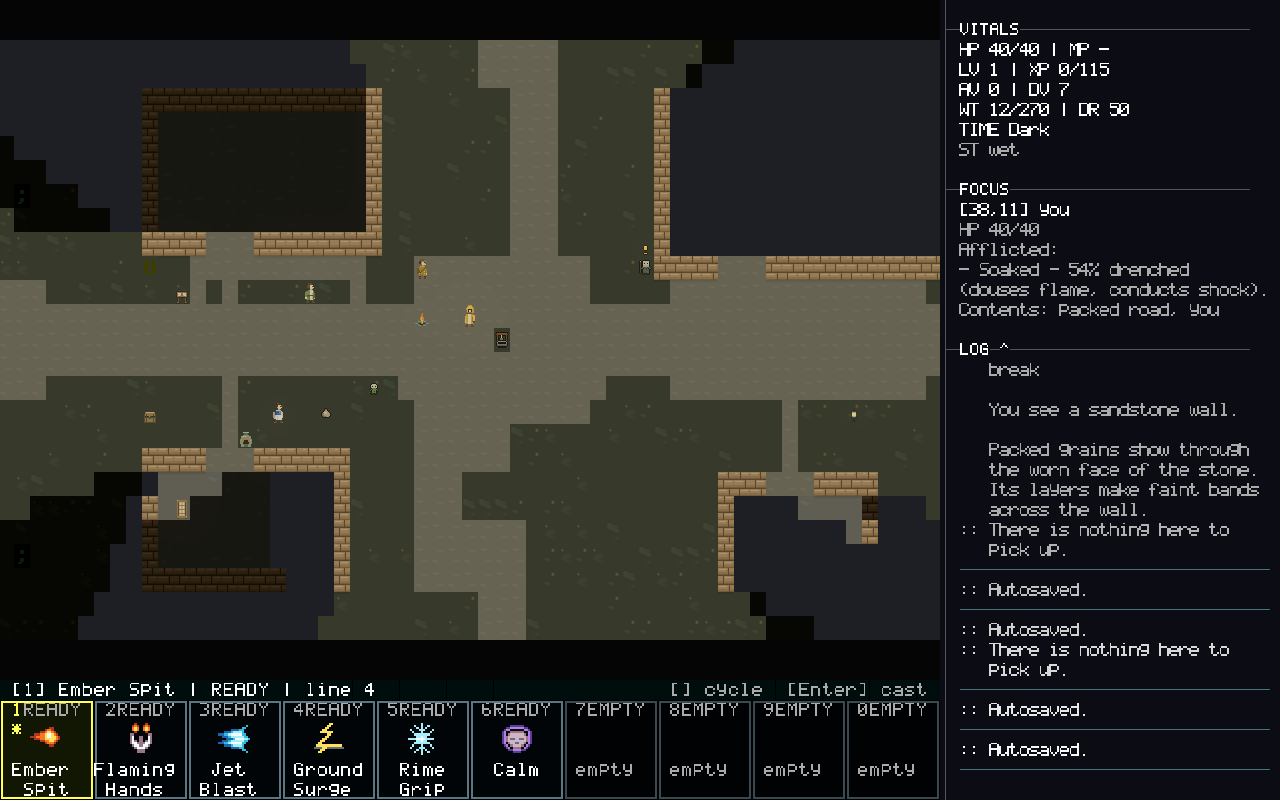 VITALS
HP 40/40 | MP -
LV 1 | XP 0/115
AV 0 | DV 7
WT 12/270 | DR 50
TIME Dark
ST wet
FOCUS
[38,11] You
HP 40/40
Afflicted:
- Soaked - 54% drenched
(douses flame, conducts shock).
Contents: Packed road, You
LOG ^
break
You see a sandstone wall.
Packed grains show through
the worn face of the stone.
Its layers make faint bands
across the wall.
:: There is nothing here to
Pick uP.
:: Autosaved.
:: Autosaved.
:: There is nothing here to
Pick uP.
:: Autosaved.
:: Autosaved.
[1] Ember SPit | READY | line 4
[] cycle [Enter] cast
1READY 2READY 3READY 4READY 5READY 6READY 7EMPTY 8EMPTY 9EMPTY 0EMPTY
*
Ember Flaming Jet Ground Rime Calm emPty emPty emPty emPty
SPit Hands Blast Surge GriP